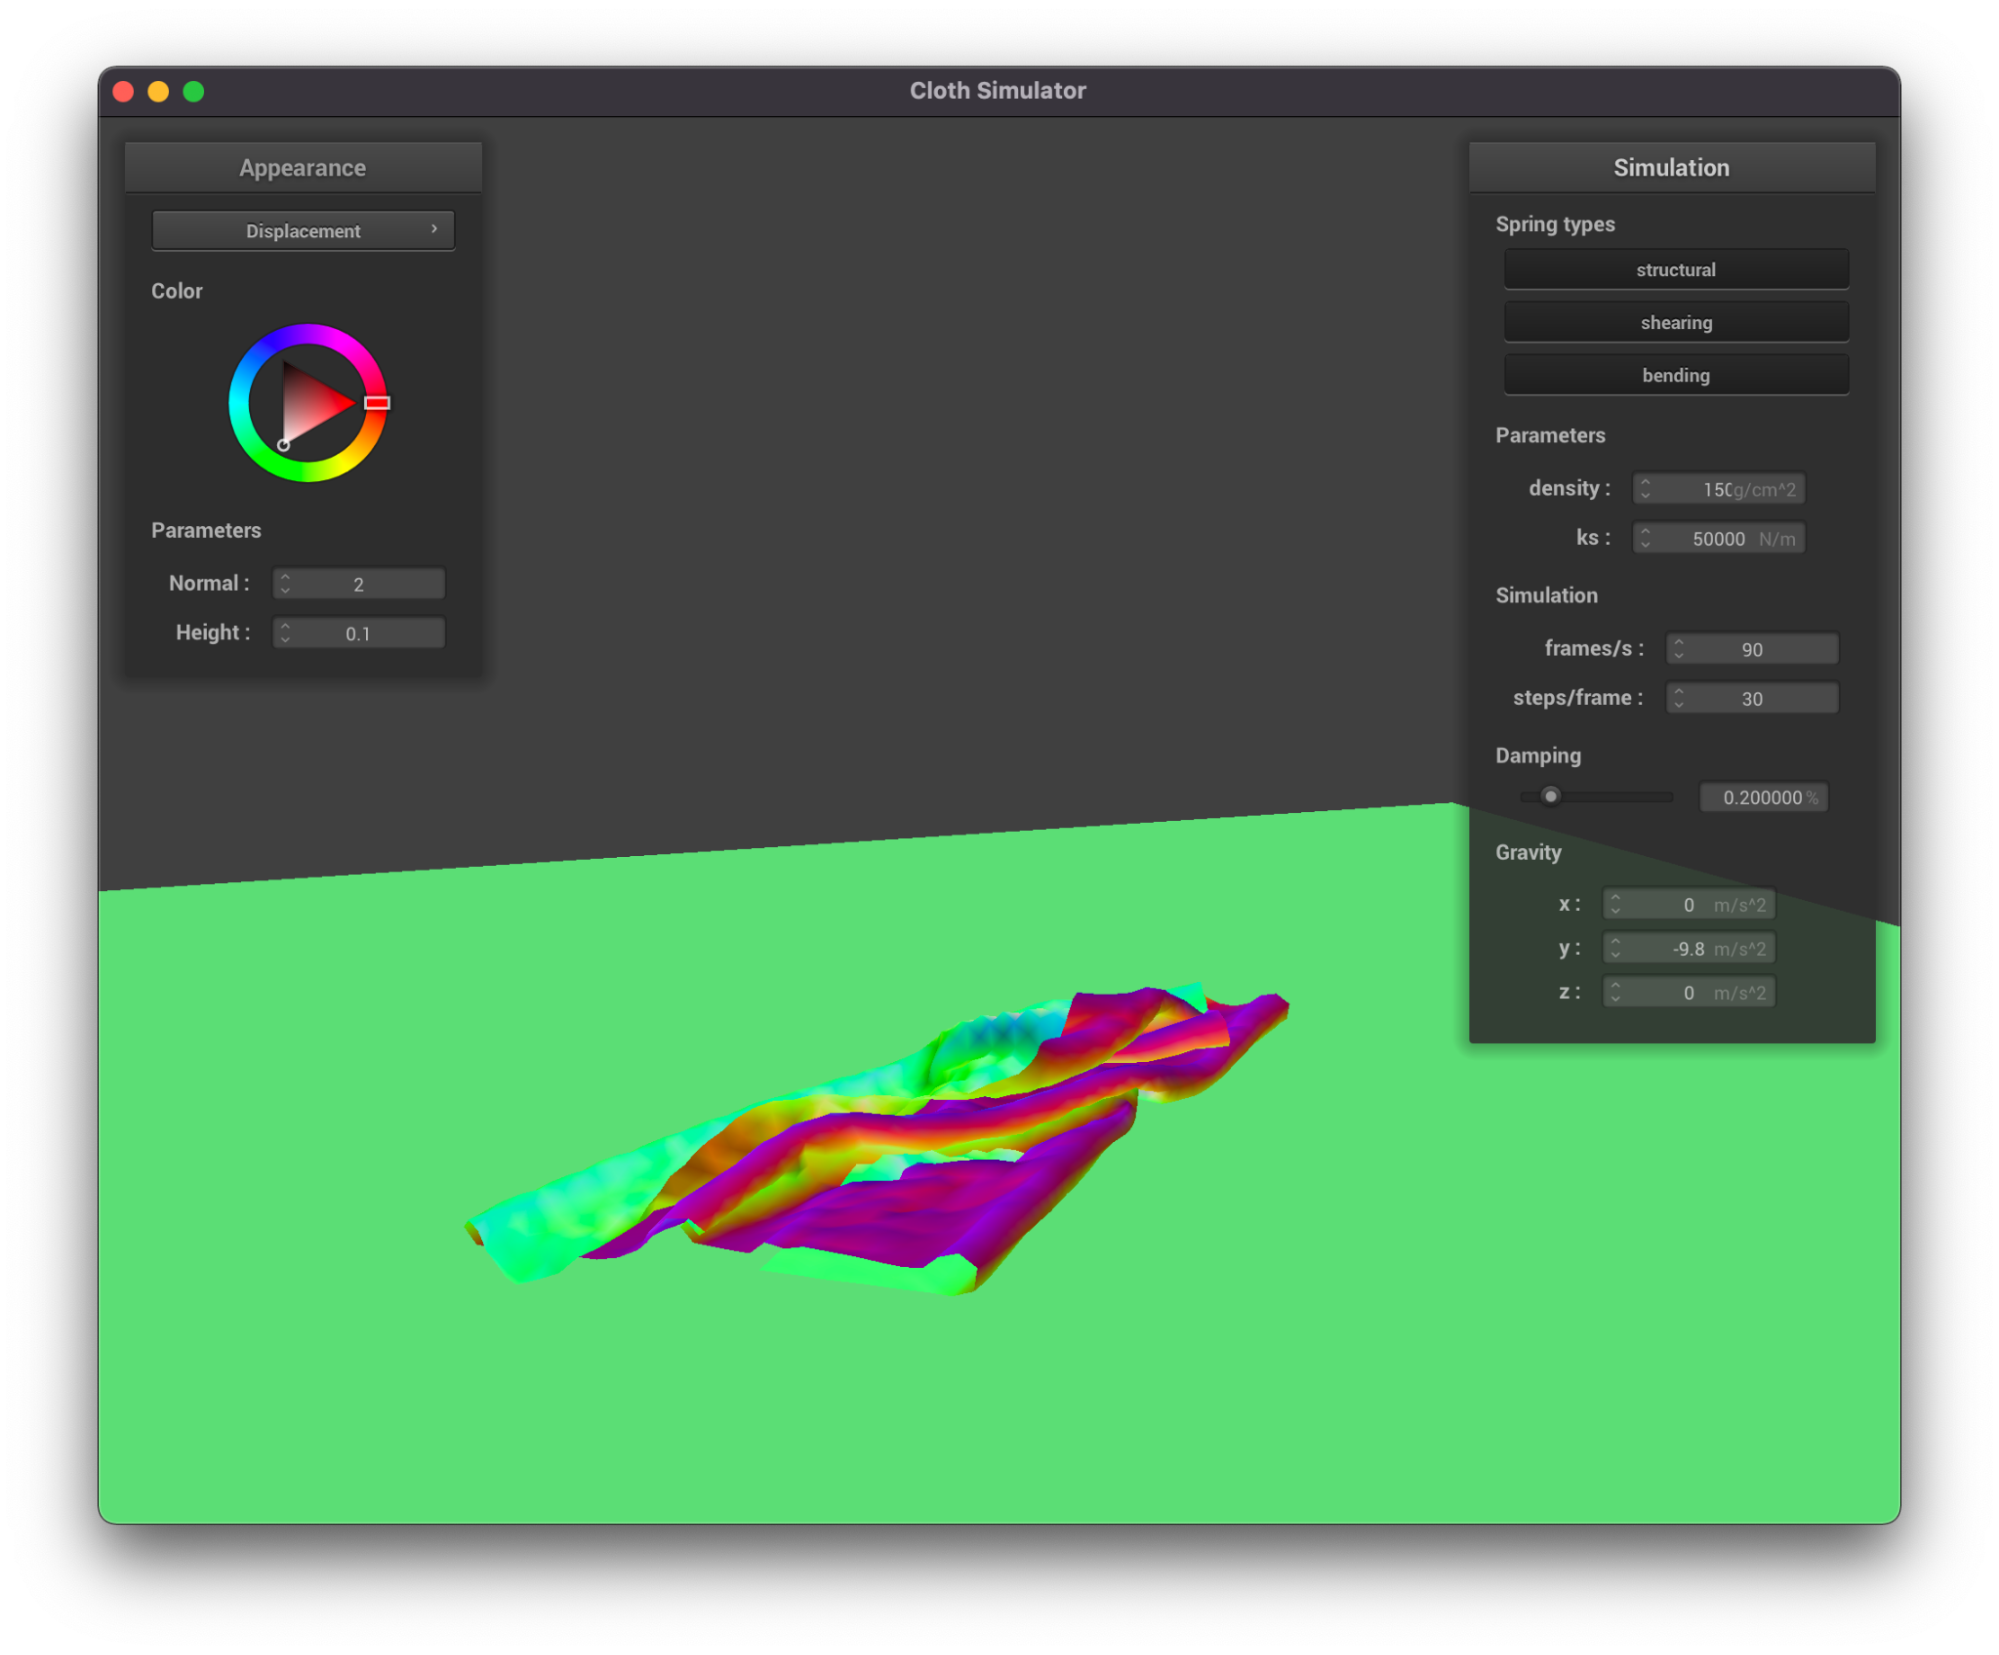 Cloth Simulator
Appearance
Displacement
Color
Parameters
Normal : 2
Height : 0.1
Simulation
Spring types
structural
shearing
bending
Parameters
density : 150g/cm^2
ks : 50000 N/m
Simulation
frames/s : 90
steps/frame : 30
Damping
0.200000 %
Gravity
x : 0 m/s^2
y : -9.8 m/s^2
z : 0 m/s^2